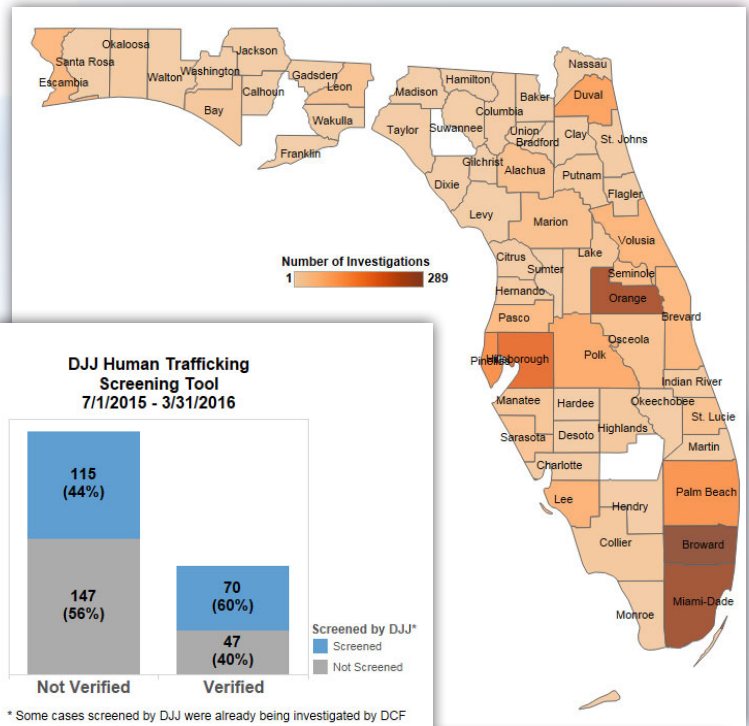 Okaloosa
Jackson
Santa Rosa
Washington
Gadsden
Escambia
Walton
Leon
Calhoun
Bay
Wakulla
Franklin
Nassau
Hamilton
Madison
Baker
Duval
Columbia
Taylor
Suwannee
Union
Clay
Bradford
St. Johns
Gilchrist
Alachua
Putnam
Dixie
Flagler
Levy
Marion
Volusia
Lake
Citrus
Sumter
Seminole
Hernando
Orange
Pasco
Brevard
Osceola
Pinellas
Hillsborough
Polk
Indian River
Manatee
Hardee
Okeechobee
St. Lucie
Highlands
Sarasota
Desoto
Martin
Charlotte
Lee
Palm Beach
Hendry
Collier
Broward
Monroe
Miami-Dade
Number of Investigations
1 289
DJJ Human Trafficking
Screening Tool
7/1/2015 - 3/31/2016
115
(44%)
147
(56%)
70
(60%)
47
(40%)
Not Verified
Verified
Screened by DJJ*
Screened
Not Screened
* Some cases screened by DJJ were already being investigated by DCF